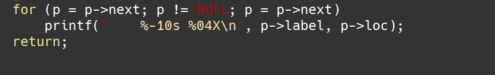 for (p = p->next; p != NULL; p = p->next)
printf("    %-10s %04X\n", p->label, p->loc);
return;